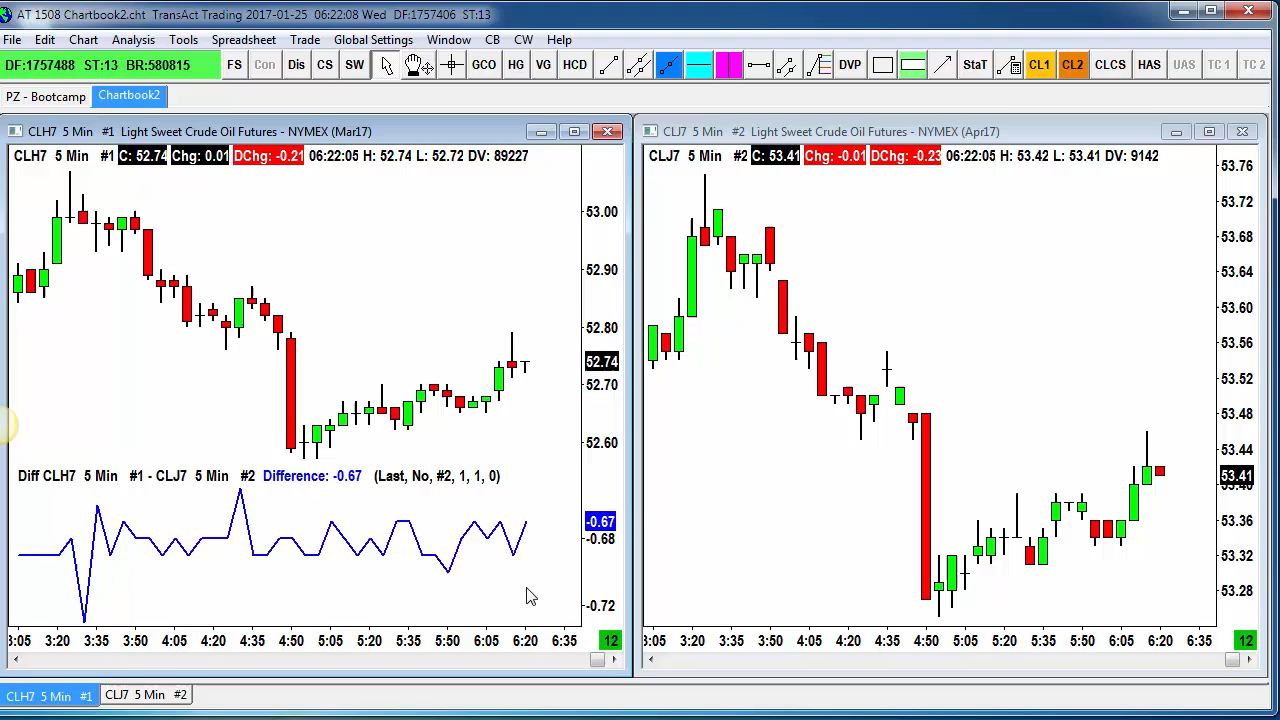 AT 1508 Chartbook2.cht TransAct Trading 2017-01-25 06:22:08 Wed DF:1757406 ST:13
File Edit Chart Analysis Tools Spreadsheet Trade Global Settings Window CB CW Help
DF:1757488 ST:13 BR:580815 FS Con Dis CS SW GCO HG VG HCD DVP StaT CL1 CL2 CLCS HAS UAS TC 1 TC 2
PZ - Bootcamp Chartbook2
CLH7 5 Min #1 Light Sweet Crude Oil Futures - NYMEX (Mar17)
CLH7 5 Min #1 C: 52.74 Chg: 0.01 DChg: -0.21 06:22:05 H: 52.74 L: 52.72 DV: 89227
53.00
52.90
52.80
52.74
52.70
52.60
Diff CLH7 5 Min #1 - CLJ7 5 Min #2 Difference: -0.67 (Last, No, #2, 1, 1, 0)
-0.67
-0.68
-0.72
3:05 3:20 3:35 3:50 4:05 4:20 4:35 4:50 5:05 5:20 5:35 5:50 6:05 6:20 6:35 12
CLJ7 5 Min #2 Light Sweet Crude Oil Futures - NYMEX (Apr17)
CLJ7 5 Min #2 C: 53.41 Chg: -0.01 DChg: -0.23 06:22:05 H: 53.42 L: 53.41 DV: 9142
53.76
53.72
53.68
53.64
53.60
53.56
53.52
53.48
53.44
53.41
53.40
53.36
53.32
53.28
3:05 3:20 3:35 3:50 4:05 4:20 4:35 4:50 5:05 5:20 5:35 5:50 6:05 6:20 6:35 12
CLH7 5 Min #1 CLJ7 5 Min #2